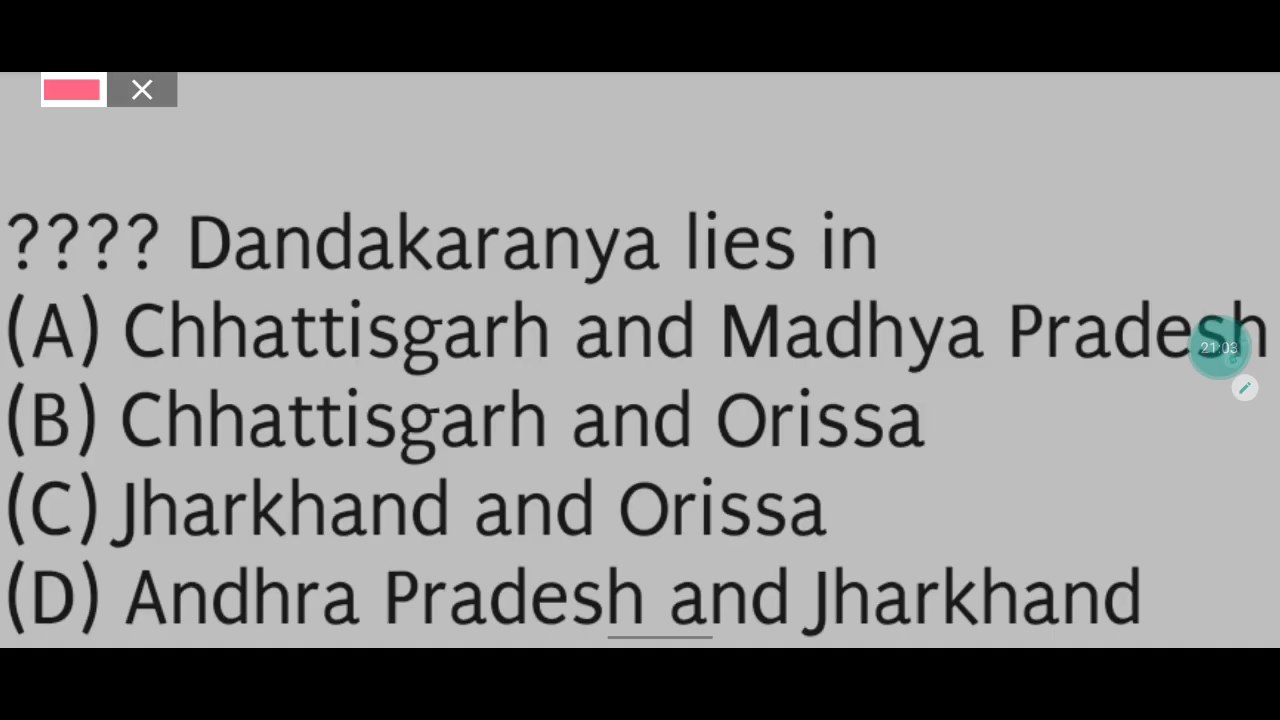 ???? Dandakaranya lies in
(A) Chhattisgarh and Madhya Pradesh
21:03
(B) Chhattisgarh and Orissa
(C) Jharkhand and Orissa
(D) Andhra Pradesh and Jharkhand